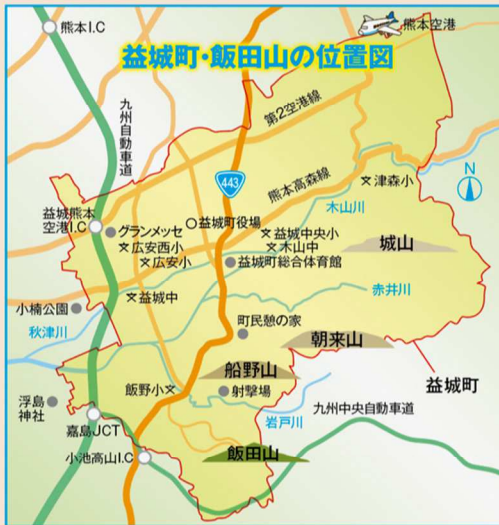 熊本I.C
熊本空港
益城町・飯田山の位置図
九州自動車道
第2空港線
443
熊本高森線
津森小
N
木山川
益城熊本
空港I.C
グランメッセ
益城町役場
広安西小
益城中央小
木山中
城山
広安小
益城町総合体育館
益城中
赤井川
小楠公園
秋津川
町民憩の家
朝来山
船野山
益城町
飯野小
射撃場
浮島
神社
岩戸川
九州中央自動車道
嘉島JCT
小池高山I.C
飯田山